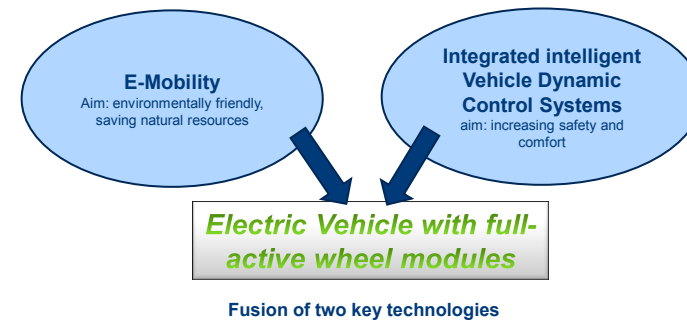 E-Mobility
Aim: environmentally friendly,
saving natural resources
Integrated intelligent
Vehicle Dynamic
Control Systems
aim: increasing safety and
comfort
Electric Vehicle with full-
active wheel modules
Fusion of two key technologies